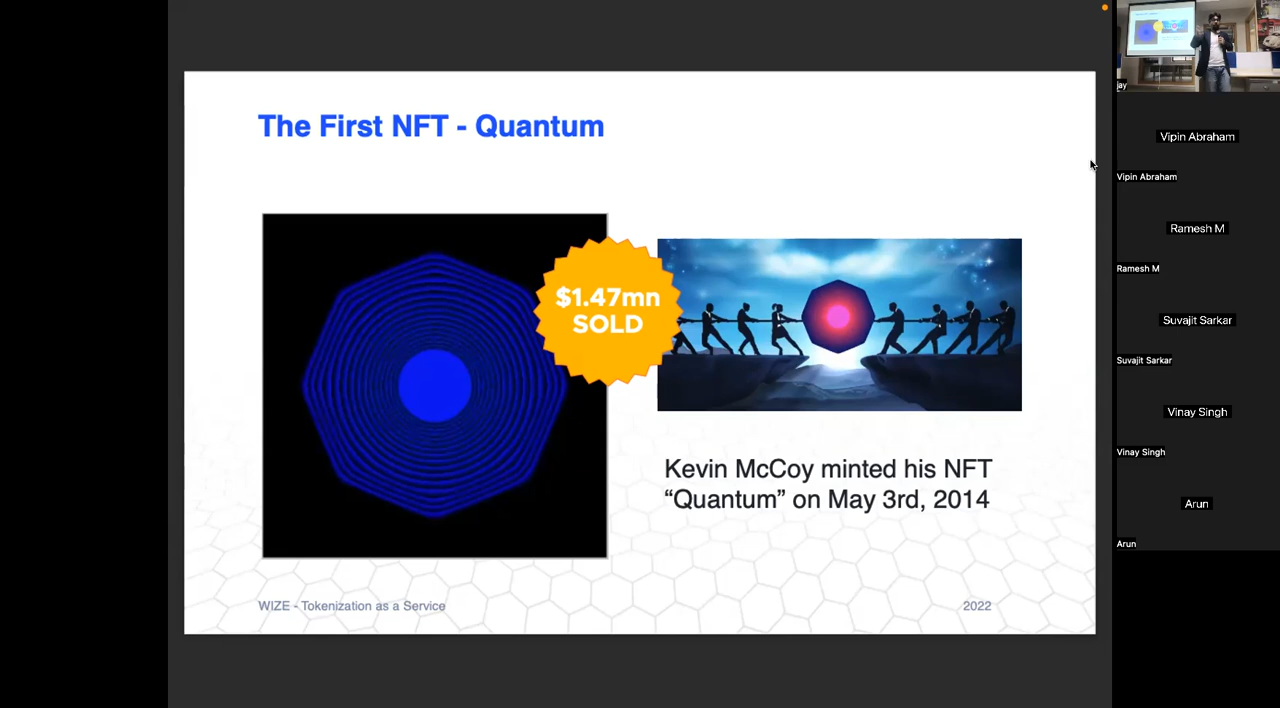 The First NFT - Quantum
$1.47mn
SOLD
Kevin McCoy minted his NFT
“Quantum” on May 3rd, 2014
WIZE - Tokenization as a Service
2022
jay
Vipin Abraham
Vipin Abraham
Ramesh M
Ramesh M
Suvajit Sarkar
Suvajit Sarkar
Vinay Singh
Vinay Singh
Arun
Arun